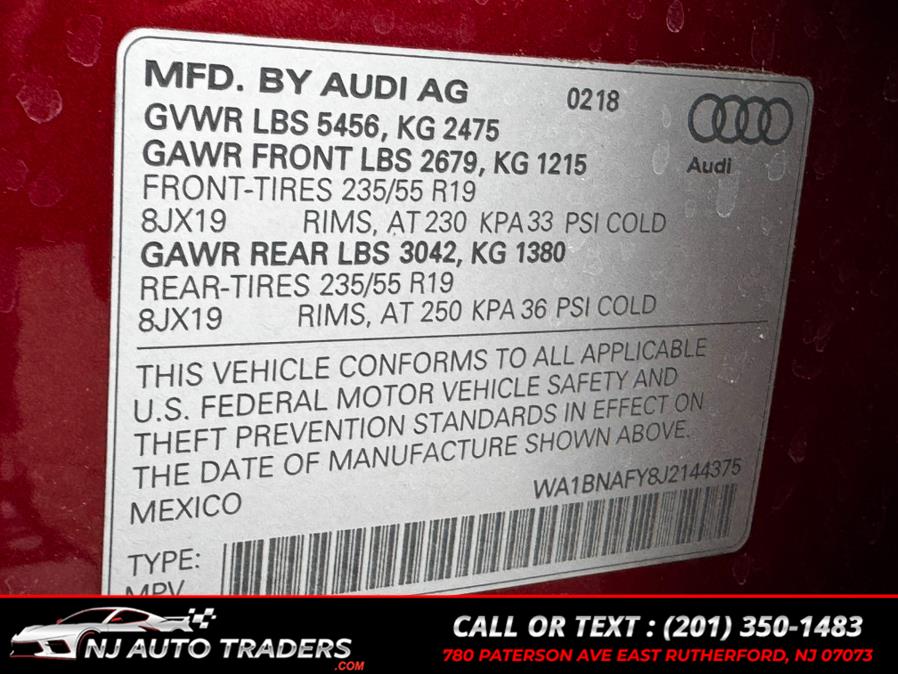 MFD. BY AUDI AG 0218
GVWR LBS 5456, KG 2475
GAWR FRONT LBS 2679, KG 1215
Audi
FRONT-TIRES 235/55 R19
8JX19 RIMS, AT 230 KPA 33 PSI COLD
GAWR REAR LBS 3042, KG 1380
REAR-TIRES 235/55 R19
8JX19 RIMS, AT 250 KPA 36 PSI COLD
THIS VEHICLE CONFORMS TO ALL APPLICABLE
U.S. FEDERAL MOTOR VEHICLE SAFETY AND
THEFT PREVENTION STANDARDS IN EFFECT ON
THE DATE OF MANUFACTURE SHOWN ABOVE.
MEXICO WA1BNAFY8J2144375
TYPE:
MPV
NJ AUTO TRADERS
.COM
CALL OR TEXT : (201) 350-1483
780 PATERSON AVE EAST RUTHERFORD, NJ 07073